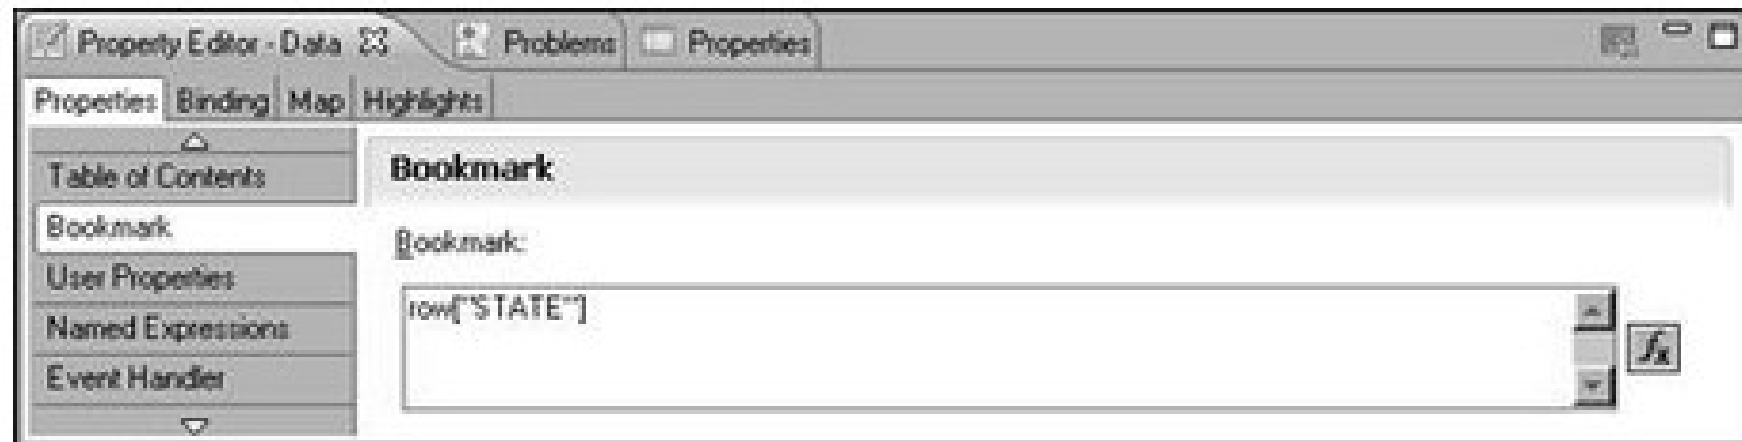 Property Editor - Data Problems Properties
Properties Binding Map Highlights
Table of Contents
Bookmark
User Properties
Named Expressions
Event Handler
Bookmark
Bookmark:
row["STATE"]
fx